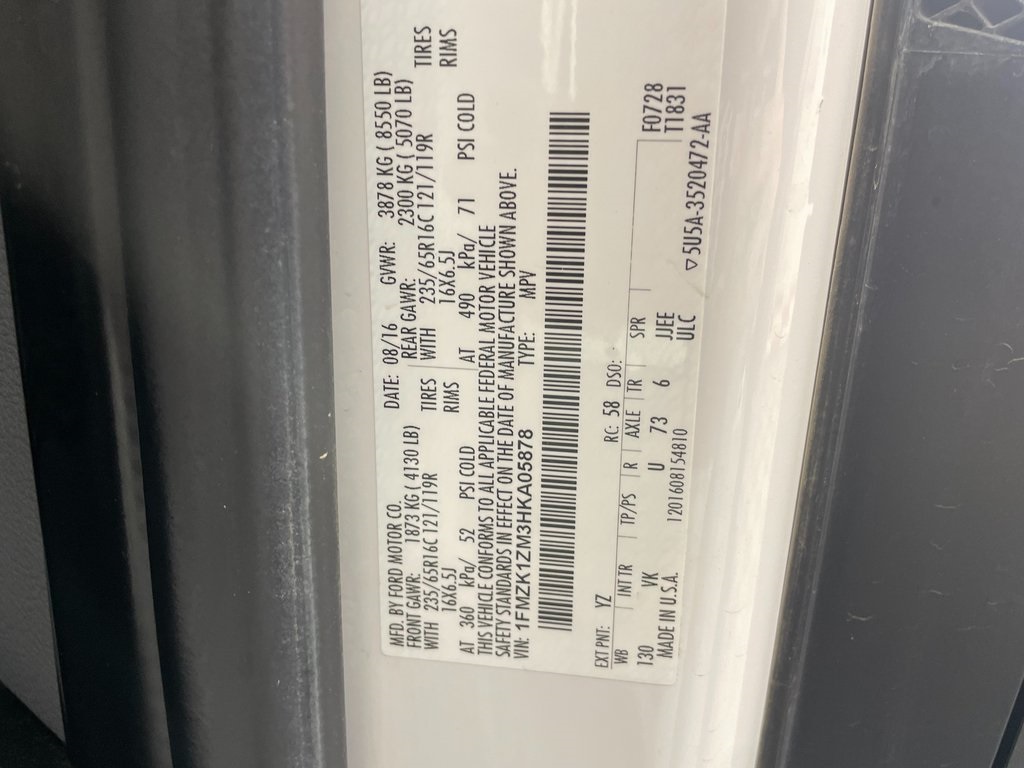 MFD. BY FORD MOTOR CO. DATE: 08/16 GVWR: 3878 KG ( 8550 LB)
FRONT GAWR: 1873 KG ( 4130 LB) REAR GAWR: 2300 KG ( 5070 LB)
WITH 235/65R16C 121/119R TIRES WITH 235/65R16C 121/119R TIRES
16X6.5J RIMS 16X6.5J RIMS
AT 360 kPa/ 52 PSI COLD AT 490 kPa/ 71 PSI COLD
THIS VEHICLE CONFORMS TO ALL APPLICABLE FEDERAL MOTOR VEHICLE
SAFETY STANDARDS IN EFFECT ON THE DATE OF MANUFACTURE SHOWN ABOVE.
VIN: 1FMZK1ZM3HKA05878 TYPE: MPV
EXT PNT: YZ RC: 58 DSO:
WB INT TR TP/PS R AXLE TR SPR F0728
130 VK U 73 6 JJEE T1831
MADE IN U.S.A. 1201608154810 ULC
▽5U5A-3520472-AA